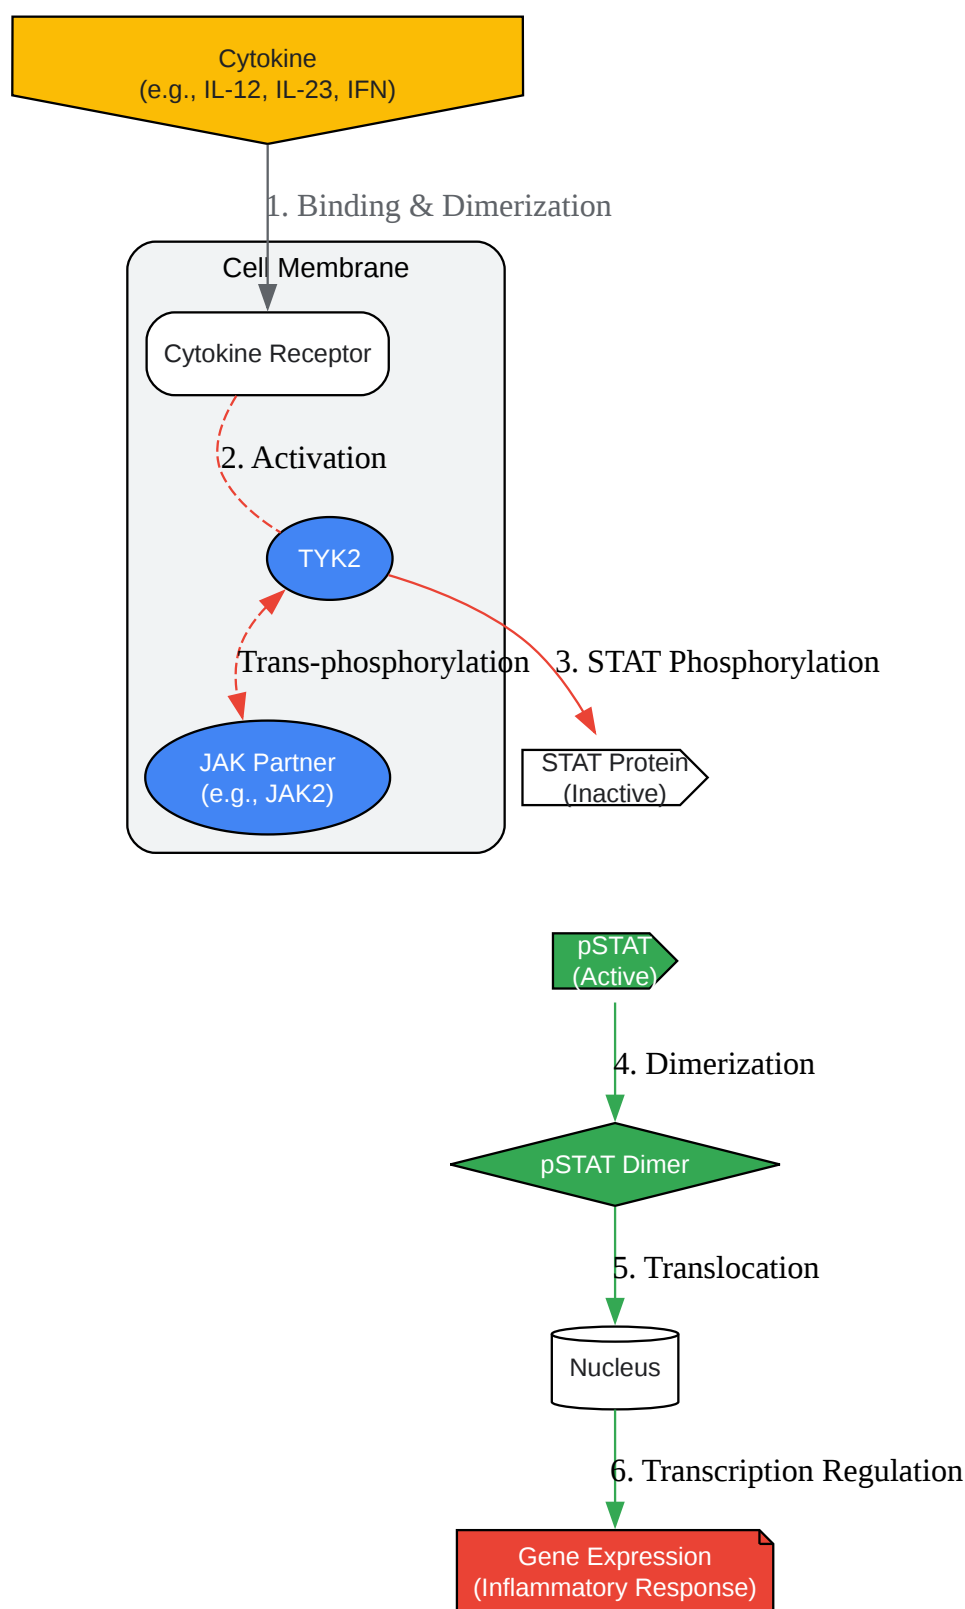 Cytokine
(e.g., IL-12, IL-23, IFN)
1. Binding & Dimerization
Cell Membrane
Cytokine Receptor
2. Activation
TYK2
Trans-phosphorylation
3. STAT Phosphorylation
JAK Partner
(e.g., JAK2)
STAT Protein
(Inactive)
pSTAT
(Active)
4. Dimerization
pSTAT Dimer
5. Translocation
Nucleus
6. Transcription Regulation
Gene Expression
(Inflammatory Response)